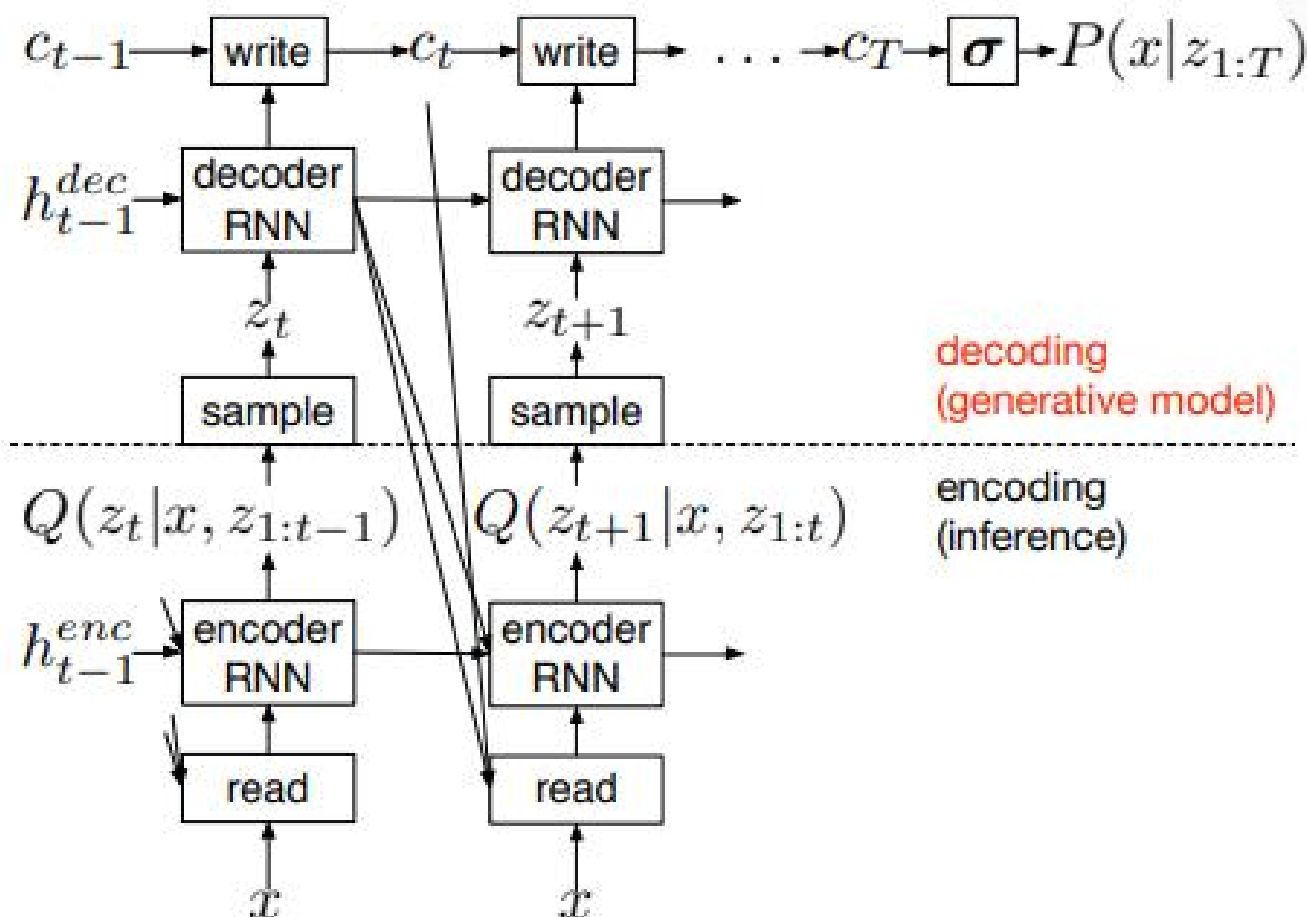 c_{t-1} write c_t write ... c_T σ P(x|z_{1:T})
decoder RNN decoder RNN
h_{t-1}^{dec}
z_t z_{t+1}
decoding
(generative model)
sample sample
Q(z_t|x, z_{1:t-1}) Q(z_{t+1}|x, z_{1:t})
encoding
(inference)
h_{t-1}^{enc}
encoder RNN encoder RNN
read read
x x